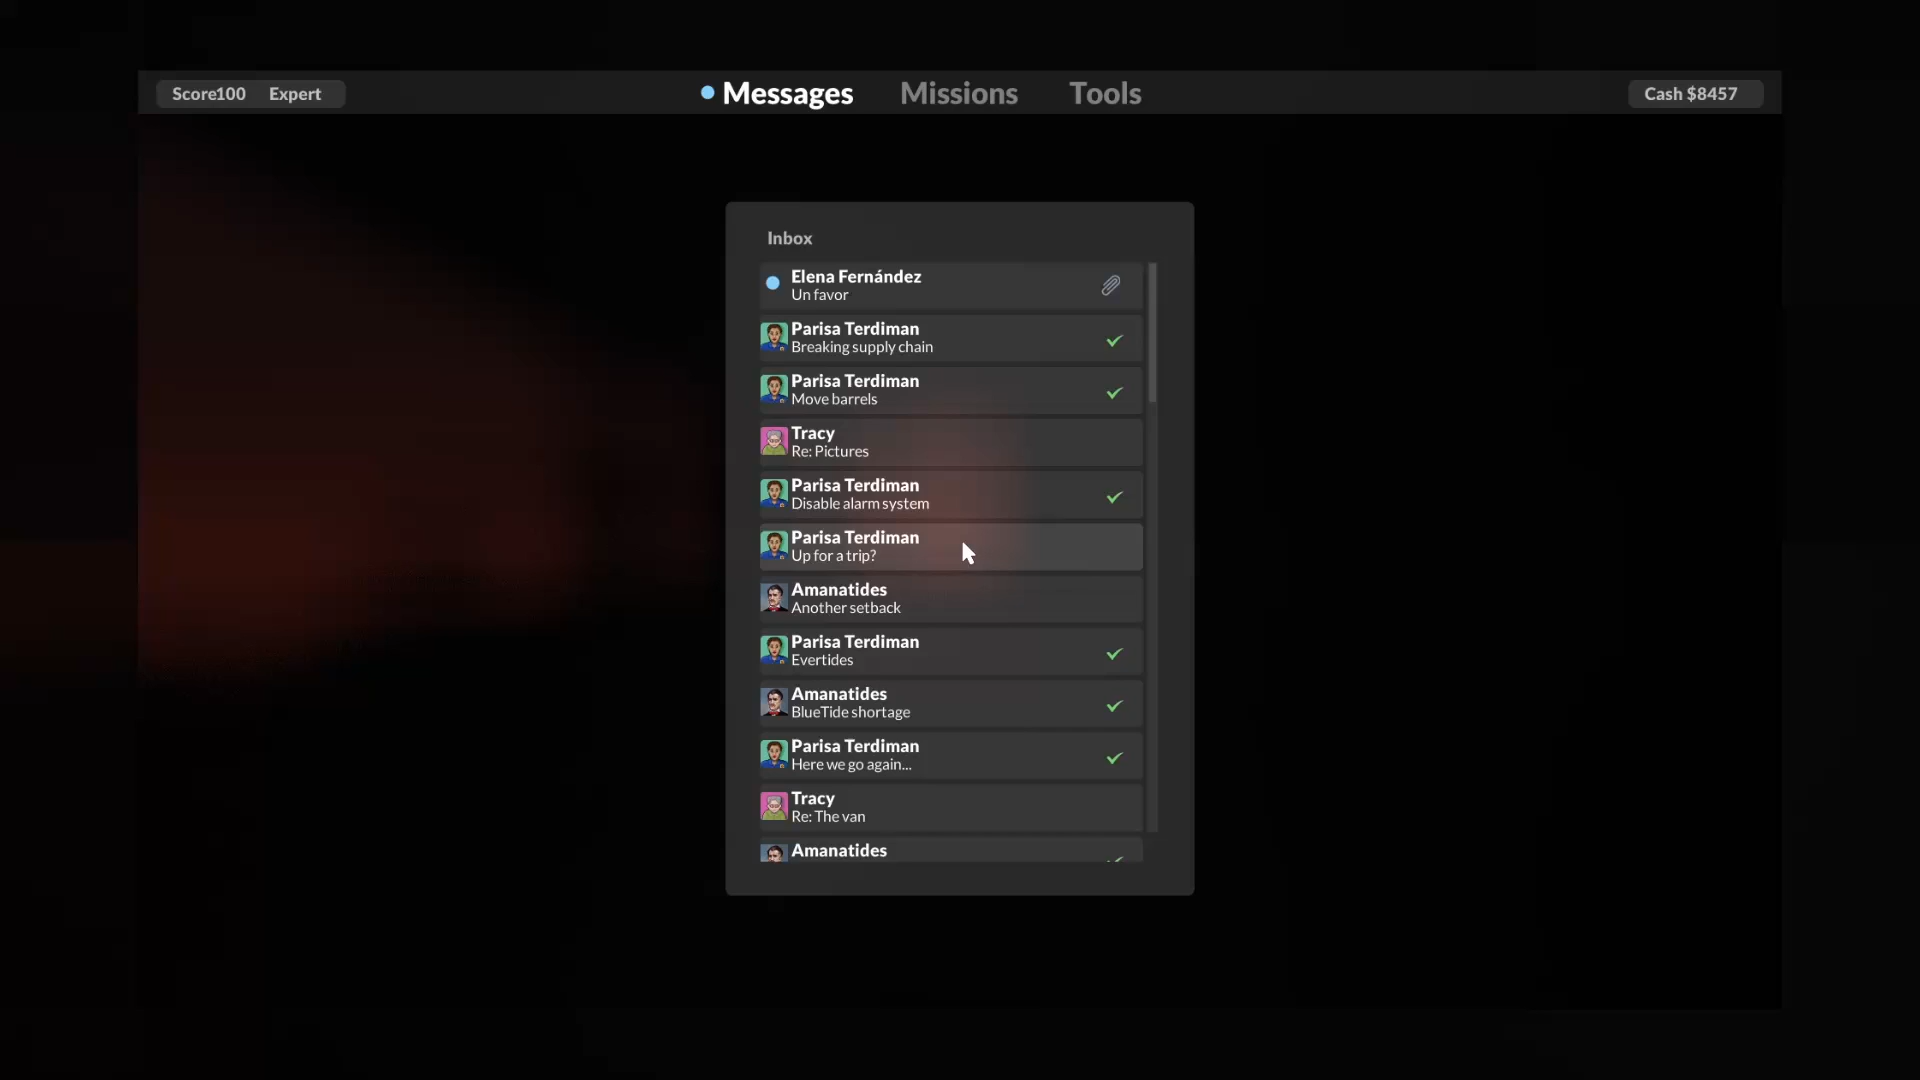 Score100 Expert
Messages Missions Tools
Cash $8457
Inbox
Elena Fernández
Un favor
Parisa Terdiman
Breaking supply chain
Parisa Terdiman
Move barrels
Tracy
Re: Pictures
Parisa Terdiman
Disable alarm system
Parisa Terdiman
Up for a trip?
Amanatides
Another setback
Parisa Terdiman
Evertides
Amanatides
BlueTide shortage
Parisa Terdiman
Here we go again...
Tracy
Re: The van
Amanatides